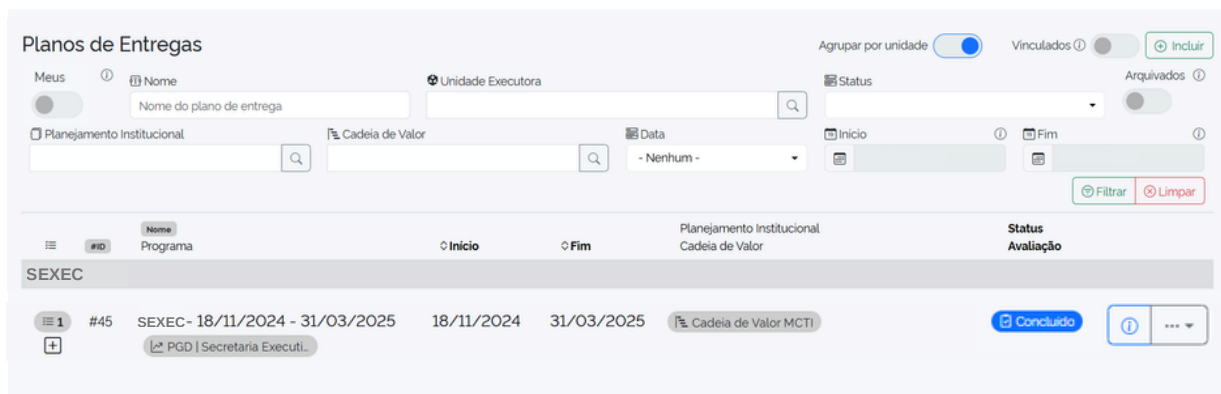 Planos de Entregas
Agrupar por unidade
Vinculados
Incluir
Meus
Nome
Unidade Executora
Status
Arquivados
Nome do plano de entrega
Planejamento Institucional
Cadeia de Valor
Data
Inicio
Fim
- Nenhum -
Filtrar
Limpar
#ID
Nome
Programa
Início
Fim
Planejamento Institucional
Cadeia de Valor
Status
Avaliação
SEXEC
1
#45
SEXEC- 18/11/2024 - 31/03/2025
18/11/2024
31/03/2025
Cadeia de Valor MCTI
Concluído
PGD | Secretaria Executi...